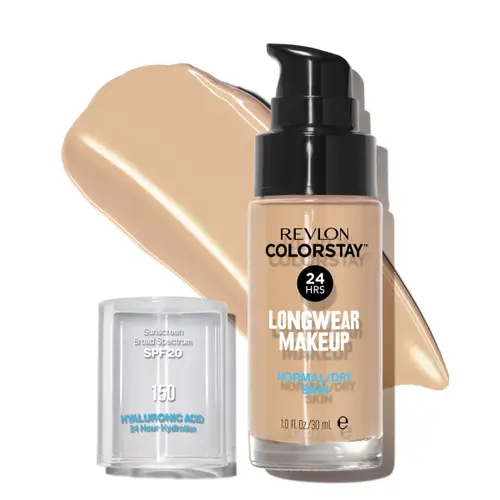 REVLON
COLORSTAY™
24
HRS
LONGWEAR
MAKEUP
NORMAL/DRY
SKIN
1.0 fl. oz./30 mL e
Sunscreen
Broad Spectrum
SPF20
150
HYALURONIC ACID
24 Hour Hydration